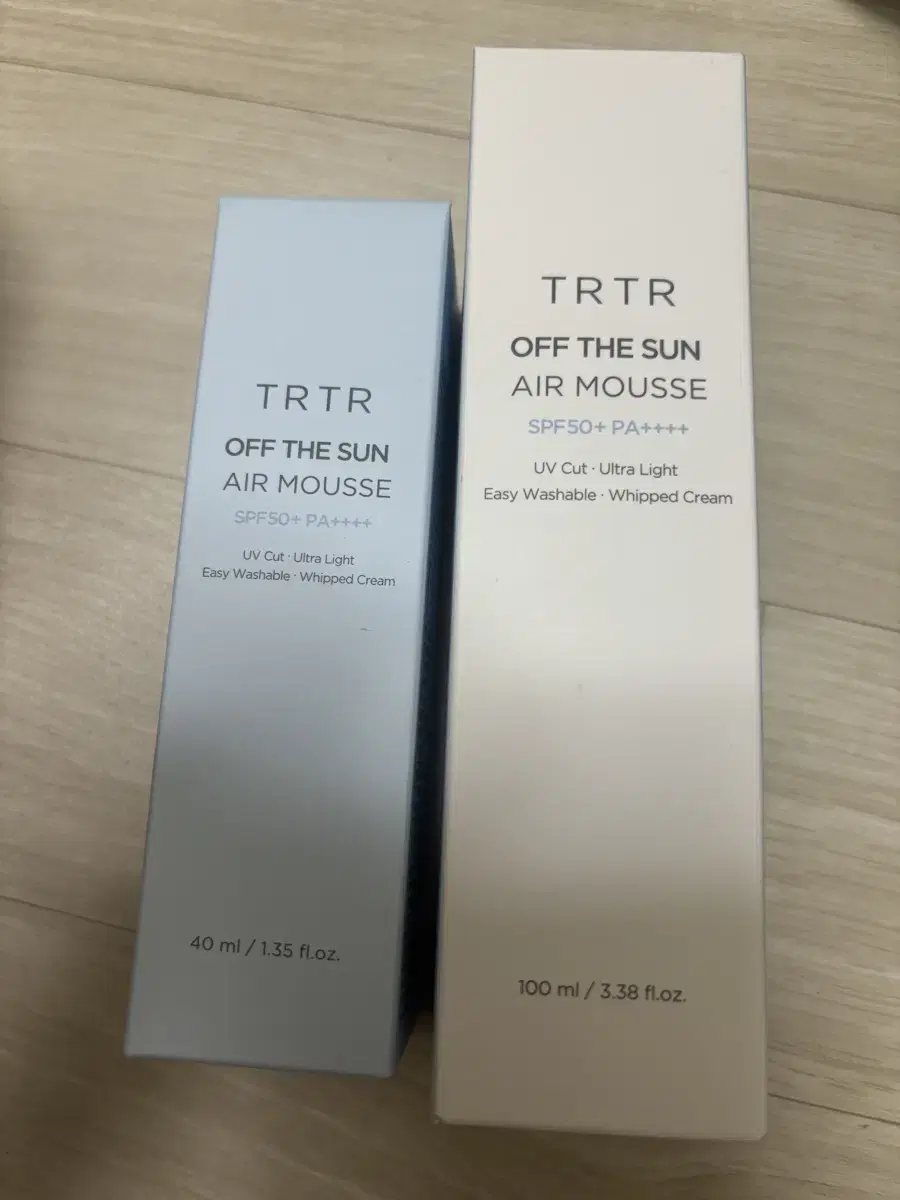 TRTR
OFF THE SUN
AIR MOUSSE
SPF50+ PA++++
UV Cut · Ultra Light
Easy Washable · Whipped Cream
40 ml / 1.35 fl.oz.
TRTR
OFF THE SUN
AIR MOUSSE
SPF50+ PA++++
UV Cut · Ultra Light
Easy Washable · Whipped Cream
100 ml / 3.38 fl.oz.